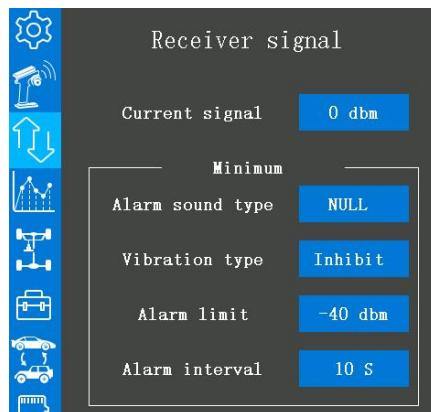 Receiver signal
Current signal 0 dbm
Minimum
Alarm sound type NULL
Vibration type Inhibit
Alarm limit -40 dbm
Alarm interval 10 S